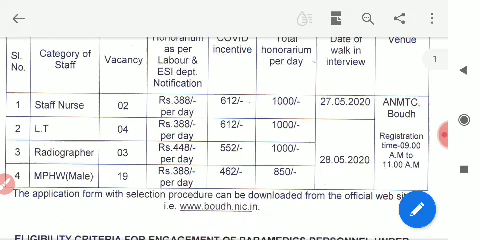 Honorarium COVID Total Date of Venue
Sl. Category of Vacancy as per incentive honorarium walk in
No. Staff Labour & per day interview
ESI dept.
Notification
1 Staff Nurse 02 Rs.388/- per day 612/- 1000/- 27.05.2020 ANMTC, Boudh
2 L.T 04 Rs.388/- per day 612/- 1000/- 28.05.2020 Registration time-09.00 A.M to 11.00 A.M
3 Radiographer 03 Rs.448/- per day 552/- 1000/-
4 MPHW(Male) 19 Rs.388/- per day 462/- 850/-
The application form with selection procedure can be downloaded from the official web
i.e. www.boudh.nic.in.
ELIGIBILITY CRITERIA FOR ENGAGEMENT OF PARAMEDICS PERSONNEL UNDER
1